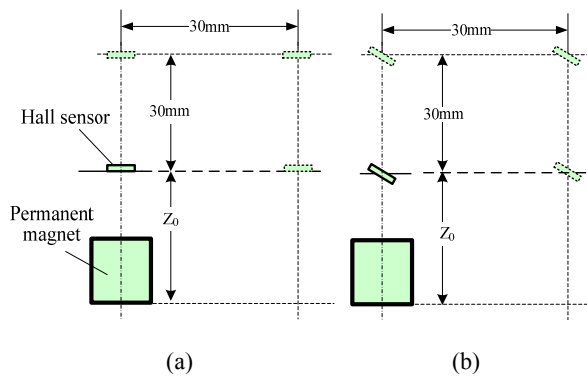 30mm
30mm
Hall sensor
30mm
30mm
Z₀
Z₀
Permanent
magnet
(a)
(b)